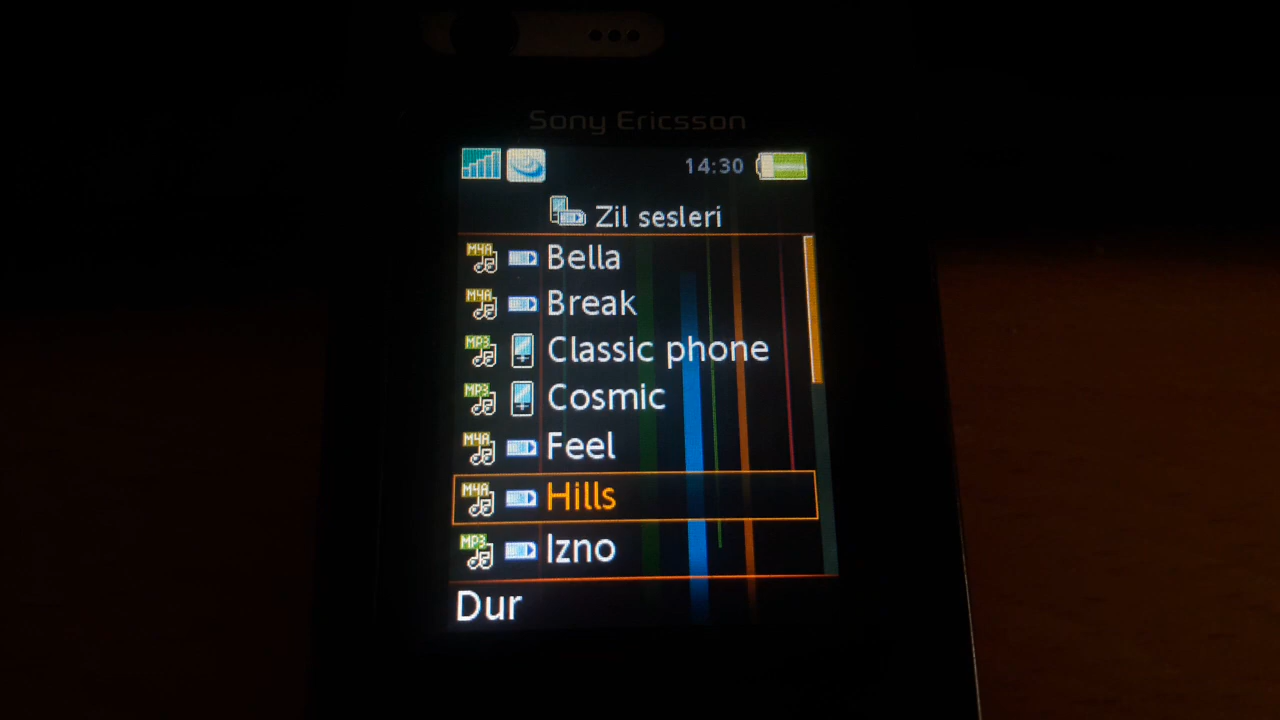 Sony Ericsson
14:30
Zil sesleri
M4A Bella
M4A Break
MP3 Classic phone
MP3 Cosmic
M4A Feel
M4A Hills
MP3 Izno
Dur